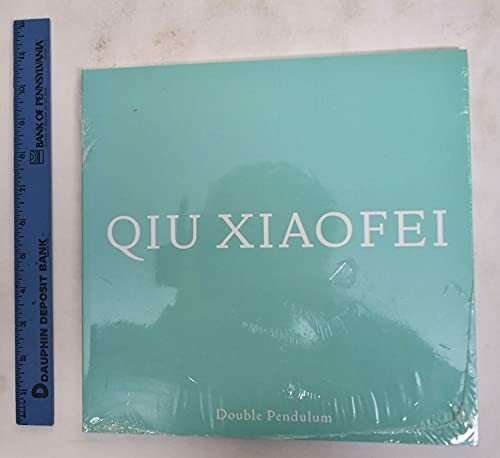 BANK OF PENNSYLVANIA
DAUPHIN DEPOSIT BANK
QIU XIAOFEI
Double Pendulum